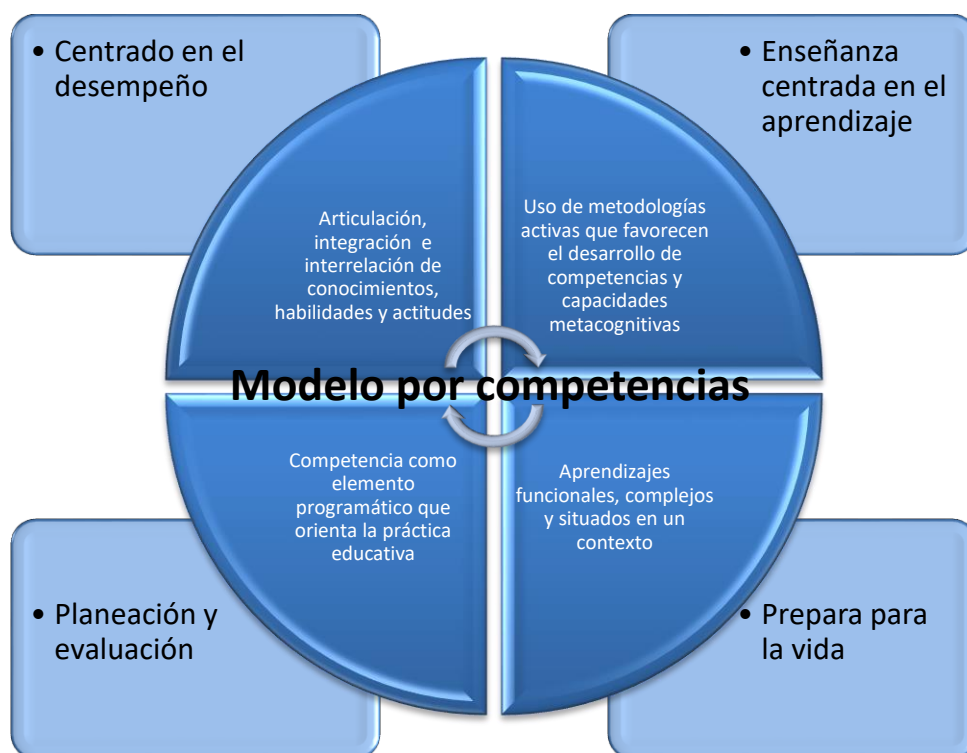 • Centrado en el
desempeño
• Enseñanza
centrada en el
aprendizaje
Articulación,
integración e
interrelación de
conocimientos,
habilidades y actitudes
Uso de metodologías
activas que favorecen
el desarrollo de
competencias y
capacidades
metacognitivas
Modelo por competencias
Competencia como
elemento
programático que
orienta la práctica
educativa
Aprendizajes
funcionales, complejos
y situados en un
contexto
• Planeación y
evaluación
• Prepara para
la vida